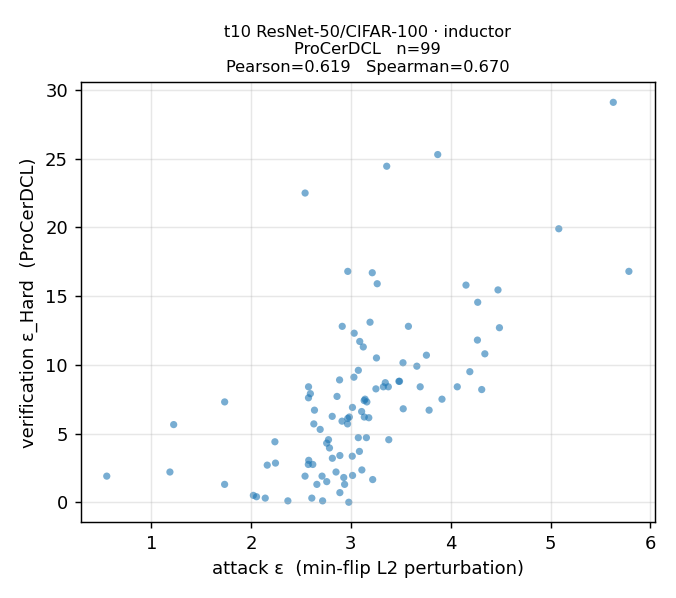 t10 ResNet-50/CIFAR-100 · inductor
ProCerDCL   n=99
Pearson=0.619   Spearman=0.670
30
25
20
15
10
5
0
verification ε_Hard  (ProCerDCL)
1
2
3
4
5
6
attack ε  (min-flip L2 perturbation)